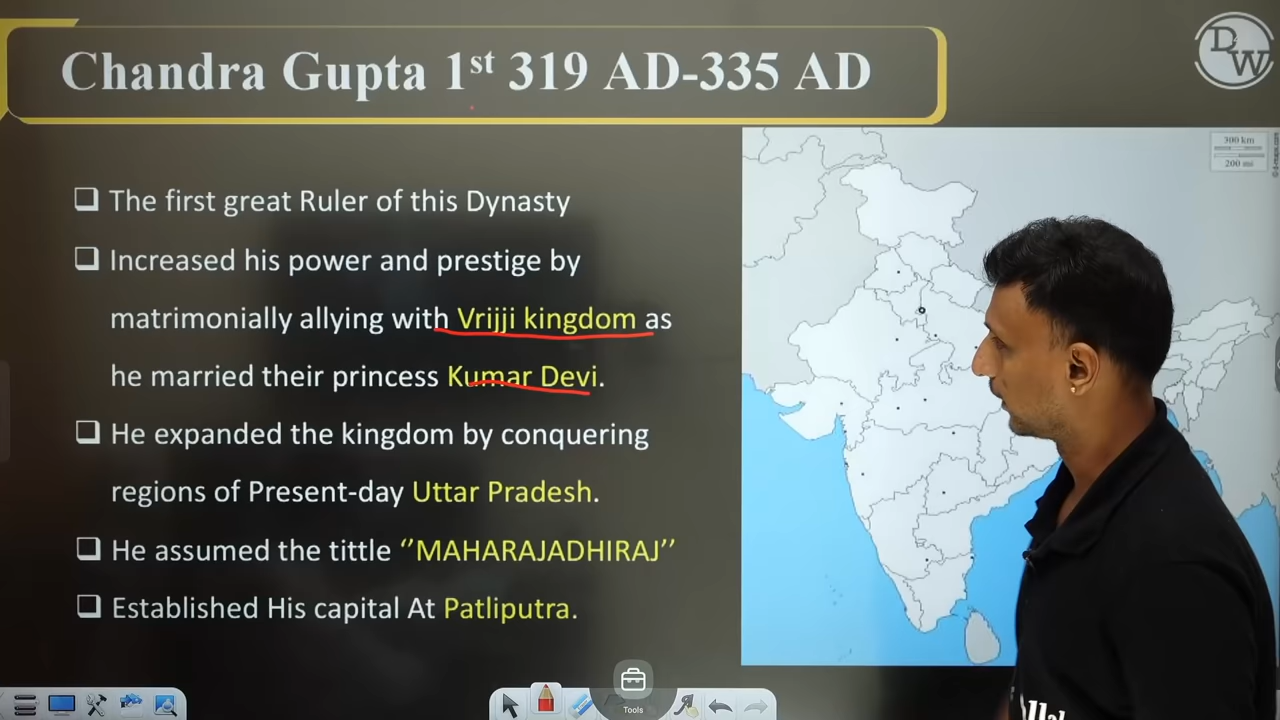 Chandra Gupta 1st 319 AD-335 AD
DW
300 km
200 mi
❑ The first great Ruler of this Dynasty
❑ Increased his power and prestige by
matrimonially allying with Vrijji kingdom as
he married their princess Kumar Devi.
❑ He expanded the kingdom by conquering
regions of Present-day Uttar Pradesh.
❑ He assumed the tittle ‘’MAHARAJADHIRAJ’’
❑ Established His capital At Patliputra.
Tools